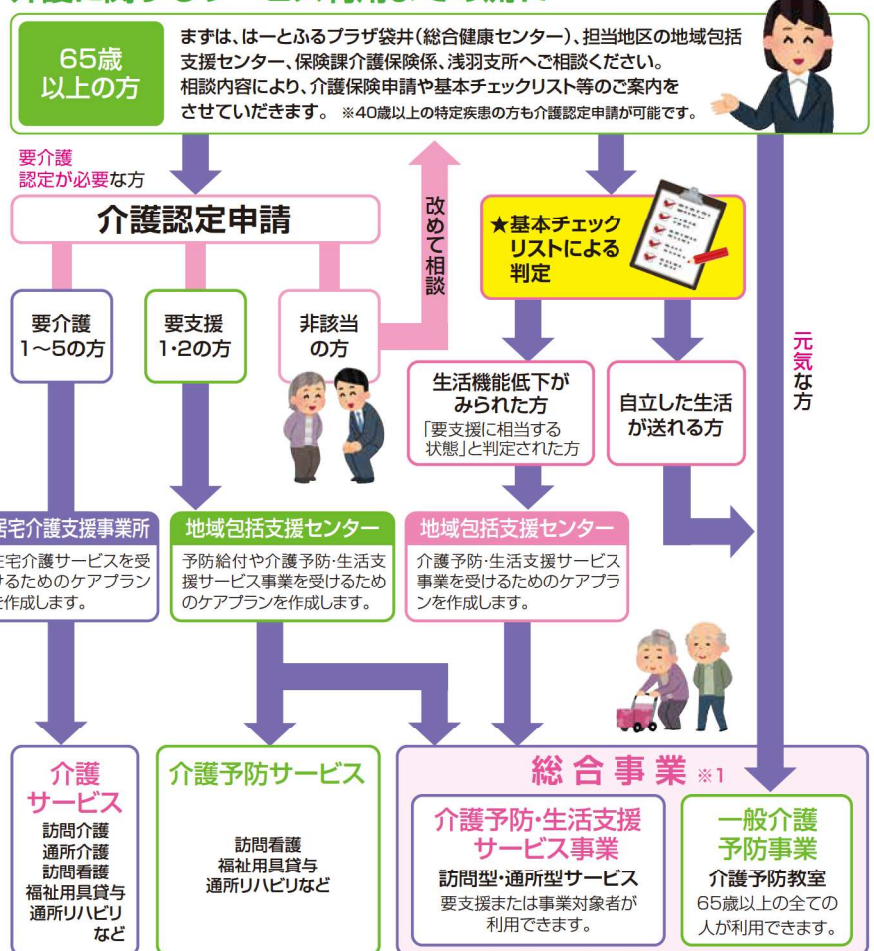 65歳
以上の方
まずは、はーとふるプラザ袋井(総合健康センター)、担当地区の地域包括
支援センター、保険課介護保険係、浅羽支所へご相談ください。
相談内容により、介護保険申請や基本チェックリスト等のご案内を
させていだきます。 ※40歳以上の特定疾患の方も介護認定申請が可能です。
要介護
認定が必要な方
介護認定申請
改めて相談
★基本チェック
リストによる
判定
要介護
1〜5の方
要支援
1・2の方
非該当
の方
生活機能低下が
みられた方
「要支援に相当する
状態」と判定された方
自立した生活
が送れる方
元気な方
居宅介護支援事業所
在宅介護サービスを受
けるためのケアプラン
を作成します。
地域包括支援センター
予防給付や介護予防・生活支
援サービス事業を受けるため
のケアプランを作成します。
地域包括支援センター
介護予防・生活支援サービス
事業を受けるためのケアプラ
ンを作成します。
介護
サービス
訪問介護
通所介護
訪問看護
福祉用具貸与
通所リハビリ
など
介護予防サービス
訪問看護
福祉用具貸与
通所リハビリなど
総合事業 ※1
介護予防・生活支援
サービス事業
訪問型・通所型サービス
要支援または事業対象者が
利用できます。
一般介護
予防事業
介護予防教室
65歳以上の全ての
人が利用できます。